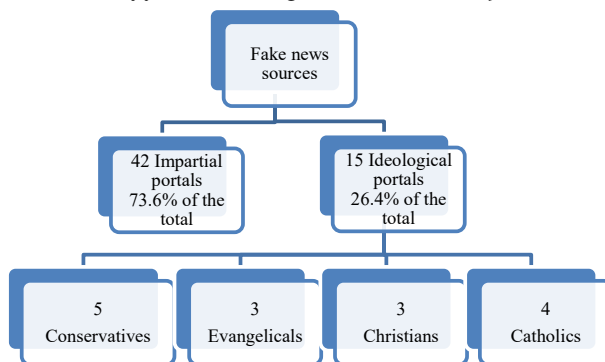 Fake news
sources
42 Impartial
portals
73.6% of the
total
15 Ideological
portals
26.4% of the
total
5
Conservatives
3
Evangelicals
3
Christians
4
Catholics